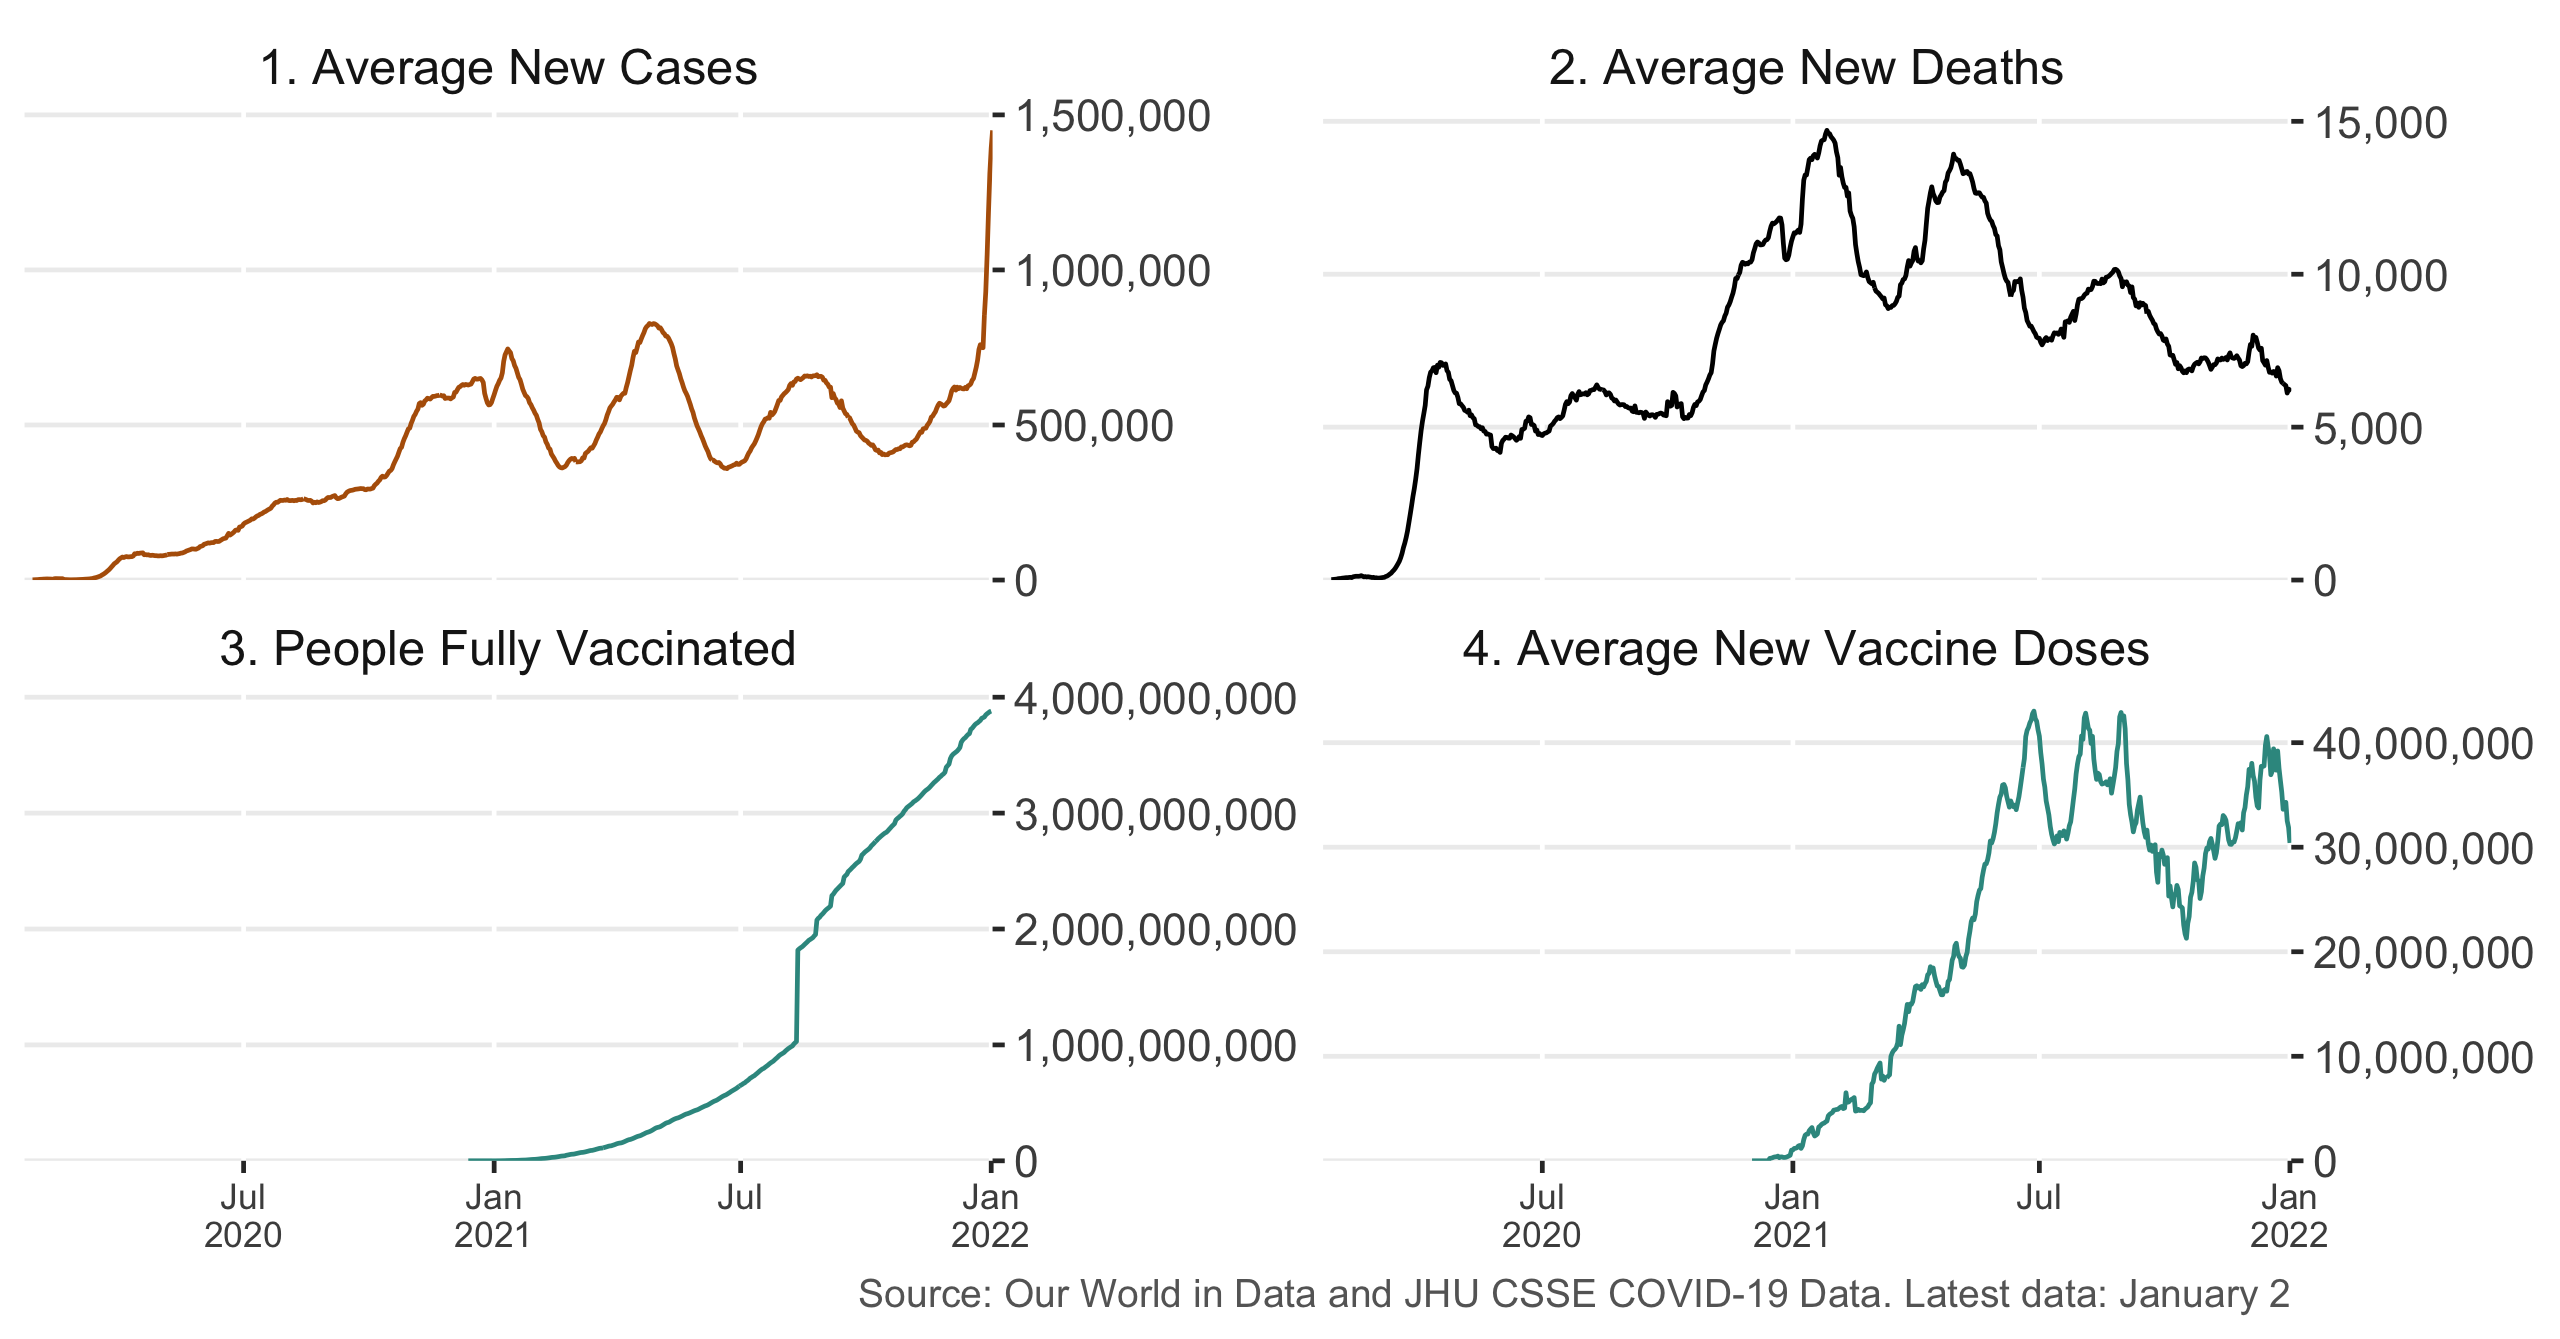 1. Average New Cases
1,500,000
1,000,000
500,000
0
2. Average New Deaths
15,000
10,000
5,000
0
3. People Fully Vaccinated
4,000,000,000
3,000,000,000
2,000,000,000
1,000,000,000
0
Jul
2020
Jan
2021
Jul
Jan
2022
4. Average New Vaccine Doses
40,000,000
30,000,000
20,000,000
10,000,000
0
Jul
2020
Jan
2021
Jul
Jan
2022
Source: Our World in Data and JHU CSSE COVID-19 Data. Latest data: January 2